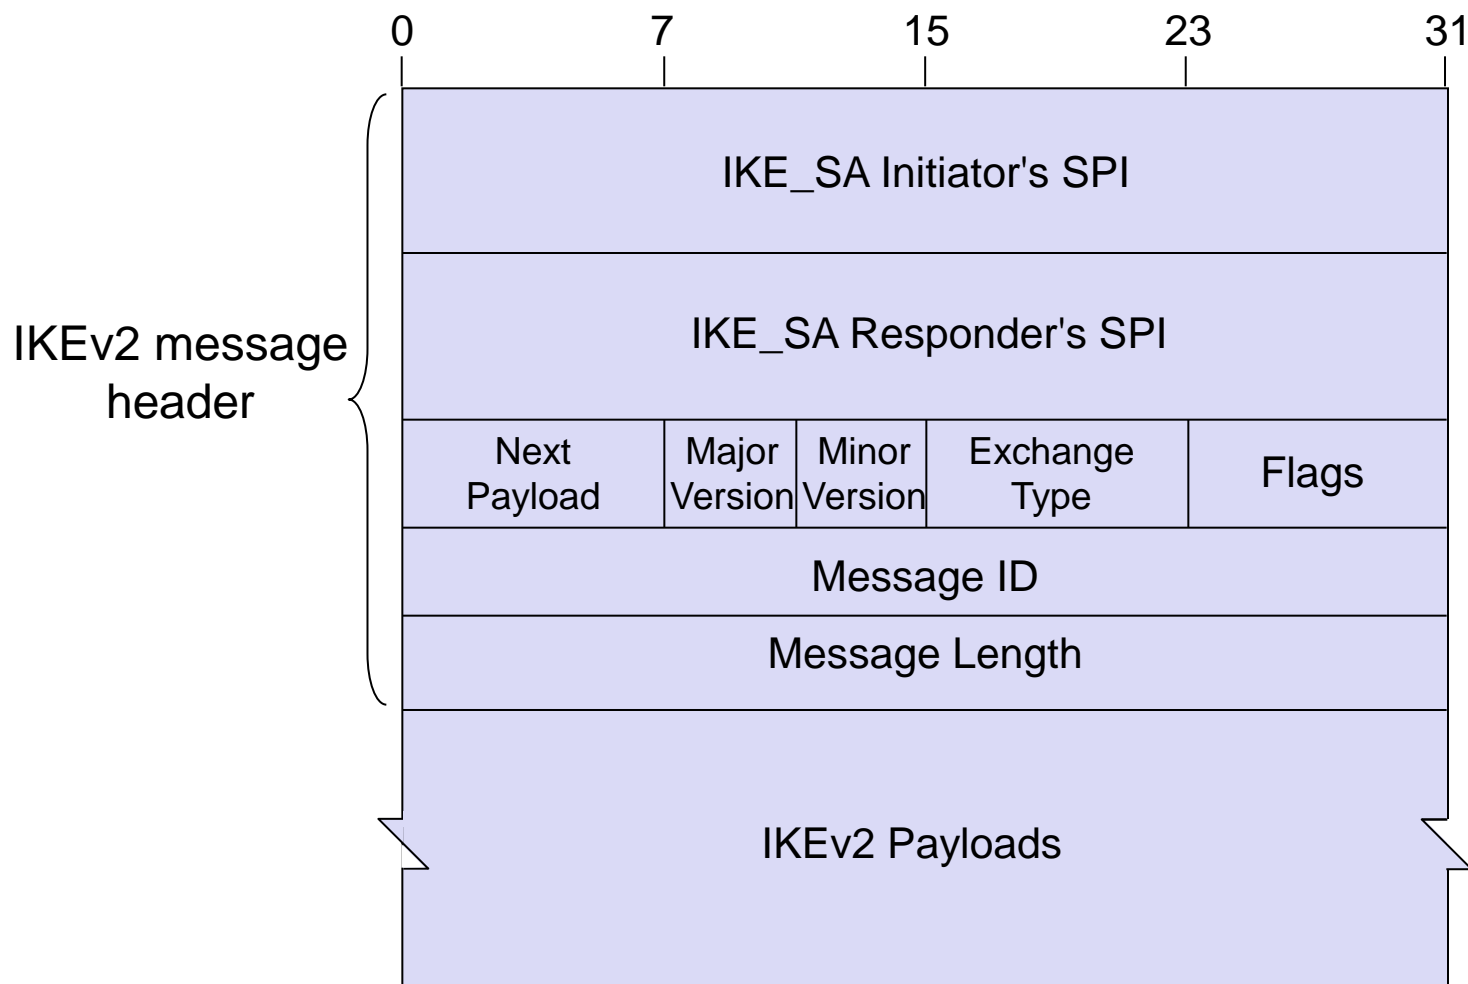 0 7 15 23 31
IKE_SA Initiator's SPI
IKE_SA Responder's SPI
IKEv2 message
header
Next
Payload
Major
Version
Minor
Version
Exchange
Type
Flags
Message ID
Message Length
IKEv2 Payloads